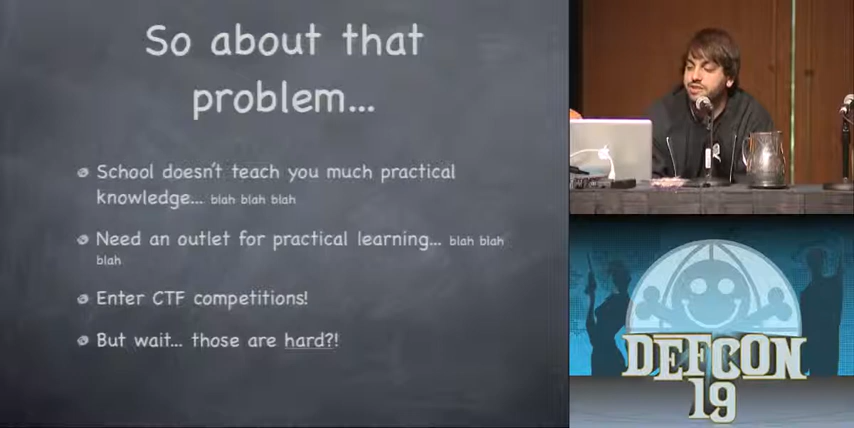 So about that
problem...
School doesn't teach you much practical
knowledge... blah blah blah
Need an outlet for practical learning... blah blah
blah
Enter CTF competitions!
But wait... those are hard?!
DEFCON
19